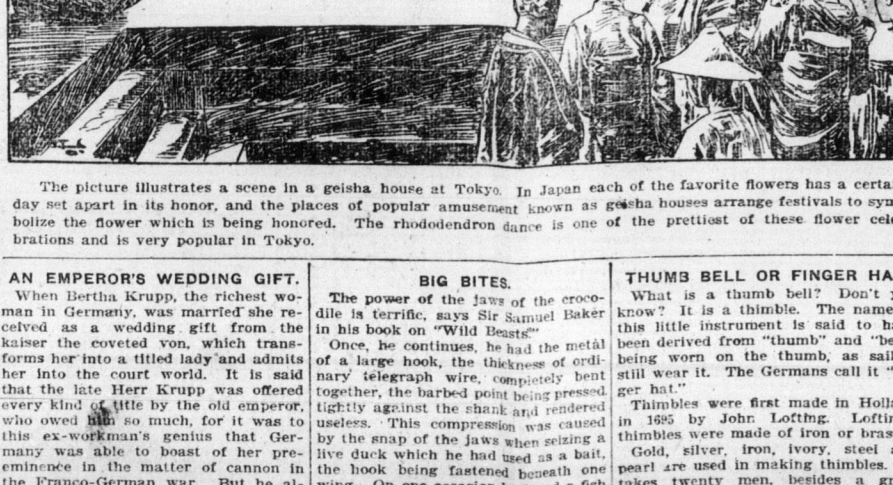 The picture illustrates a scene in a geisha house at Tokyo. In Japan each of the favorite flowers has a certa
day set apart in its honor, and the places of popular amusement known as geisha houses arrange festivals to sym
bolize the flower which is being honored. The rhododendron dance is one of the prettiest of these flower cele
brations and is very popular in Tokyo.
AN EMPEROR'S WEDDING GIFT.
When Bertha Krupp, the richest wo-
man in Germany, was married she re-
ceived as a wedding gift from the
kaiser the coveted von, which trans-
forms her into a titled lady and admits
her into the court world. It is said
that the late Herr Krupp was offered
every kind of title by the old emperor,
who owed him so much, for it was to
this ex-workman's genius that Ger-
many was able to boast of her pre-
eminence in the matter of cannon in
the Franco-German war. But he al-
BIG BITES.
The power of the jaws of the croco-
dile is terrific, says Sir Samuel Baker
in his book on "Wild Beasts."
Once, he continues, he had the metal
of a large hook, the thickness of ordi-
nary telegraph wire, completely bent
together, the barbed point being pressed
tightly against the shank and rendered
useless. This compression was caused
by the snap of the jaws when seizing a
live duck which he had used as a bait,
the hook being fastened beneath one
wing. On one occasion he had a fish
THUMB BELL OR FINGER HA
What is a thumb bell? Don't
know? It is a thimble. The name
this little instrument is said to ha
been derived from "thumb" and "be
being worn on the thumb, as sail
still wear it. The Germans call it "
ger hat."
Thimbles were first made in Holla
in 1695 by John Lofting. Loftin
thimbles were made of iron or bras
Gold, silver, iron, ivory, steel a
pearl are used in making thimbles.
takes twenty men, besides a g